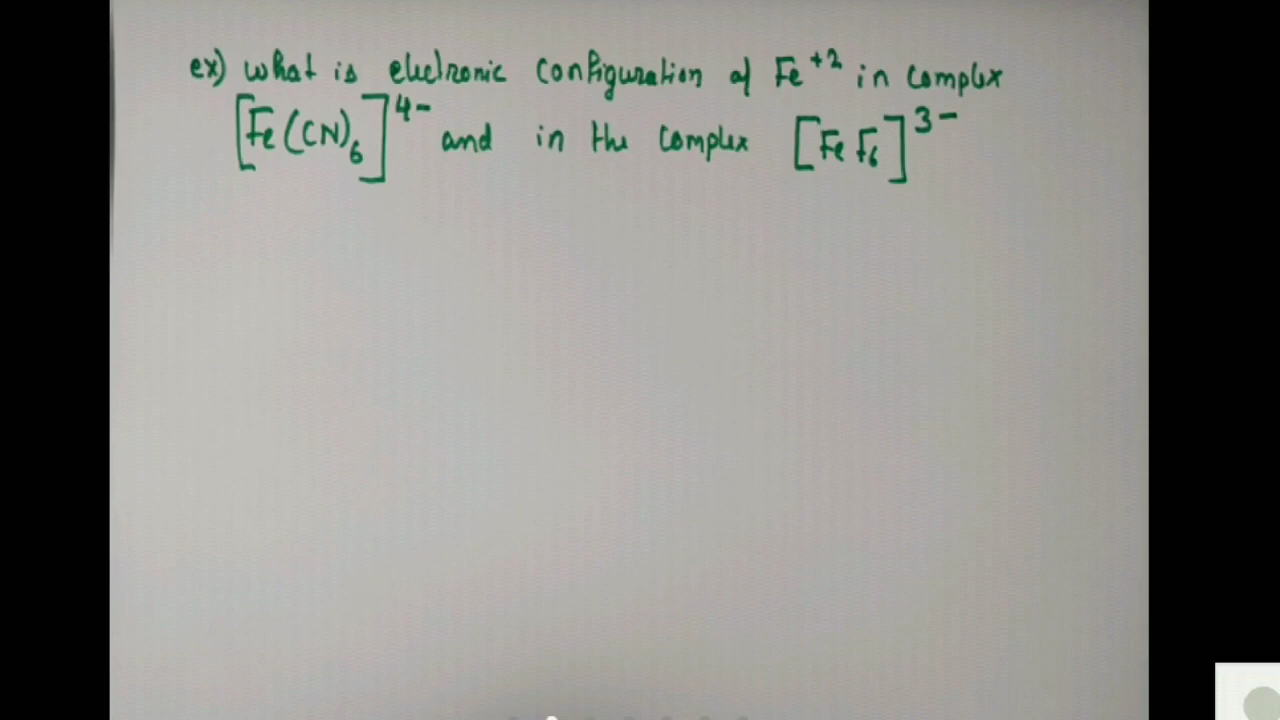 ex) what is electronic configuration of Fe⁺² in complex
[Fe(CN)₆]⁴⁻ and in the complex [FeF₆]³⁻